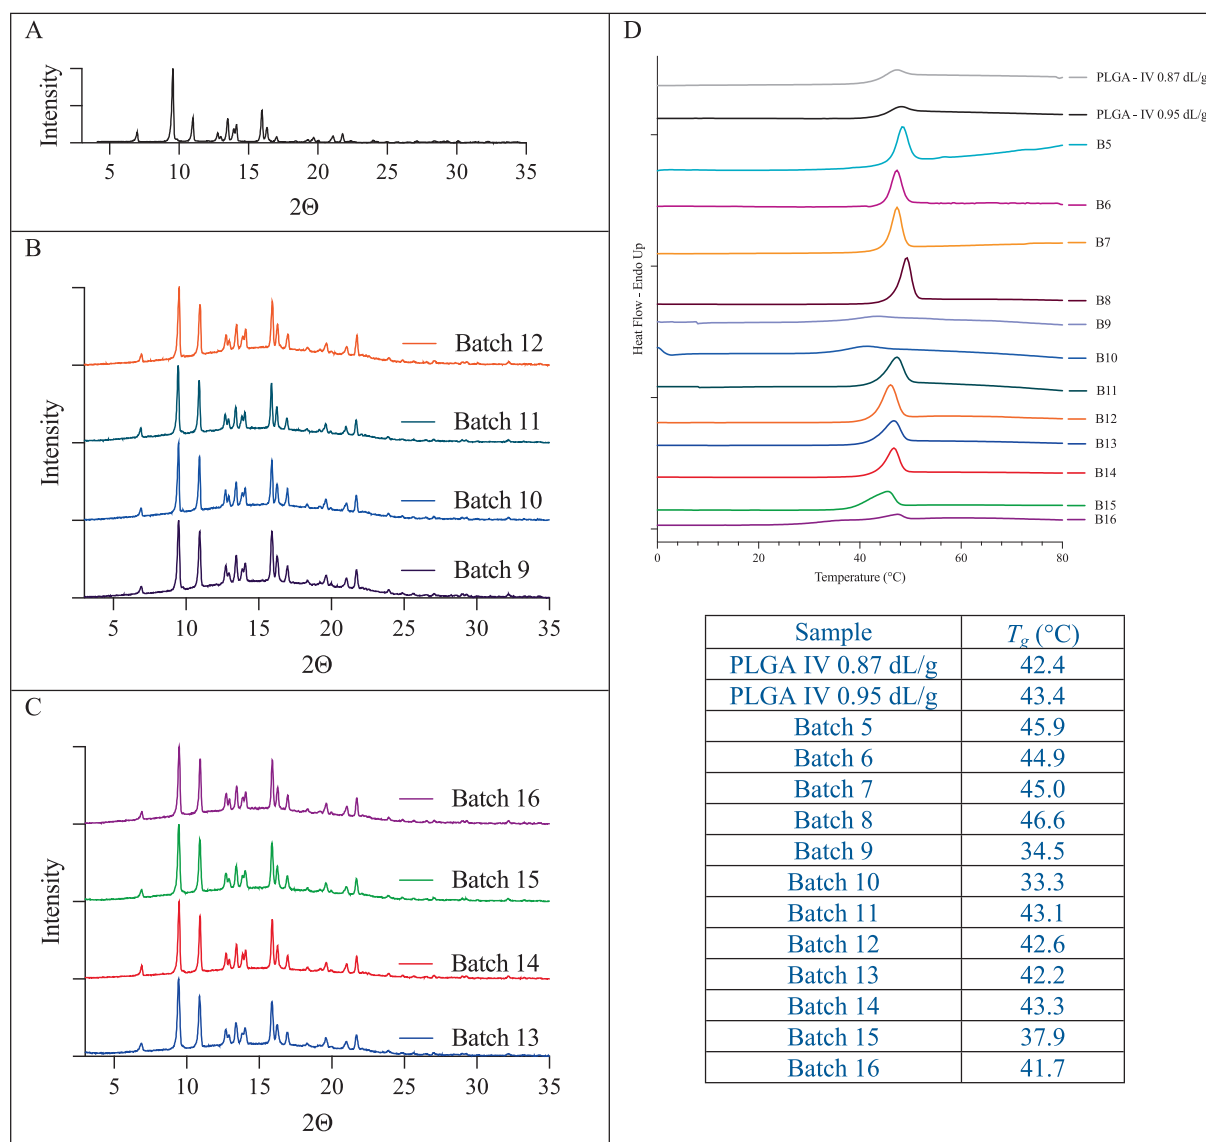 A
Intensity
5 10 15 20 25 30 35
2Θ
B
Intensity
Batch 12
Batch 11
Batch 10
Batch 9
5 10 15 20 25 30 35
2Θ
C
Intensity
Batch 16
Batch 15
Batch 14
Batch 13
5 10 15 20 25 30 35
2Θ
D
Heat Flow - Endo Up
PLGA - IV 0.87 dL/g
PLGA - IV 0.95 dL/g
B5
B6
B7
B8
B9
B10
B11
B12
B13
B14
B15
B16
0 20 40 60 80
Temperature (°C)
Sample Tg (°C)
PLGA IV 0.87 dL/g 42.4
PLGA IV 0.95 dL/g 43.4
Batch 5 45.9
Batch 6 44.9
Batch 7 45.0
Batch 8 46.6
Batch 9 34.5
Batch 10 33.3
Batch 11 43.1
Batch 12 42.6
Batch 13 42.2
Batch 14 43.3
Batch 15 37.9
Batch 16 41.7